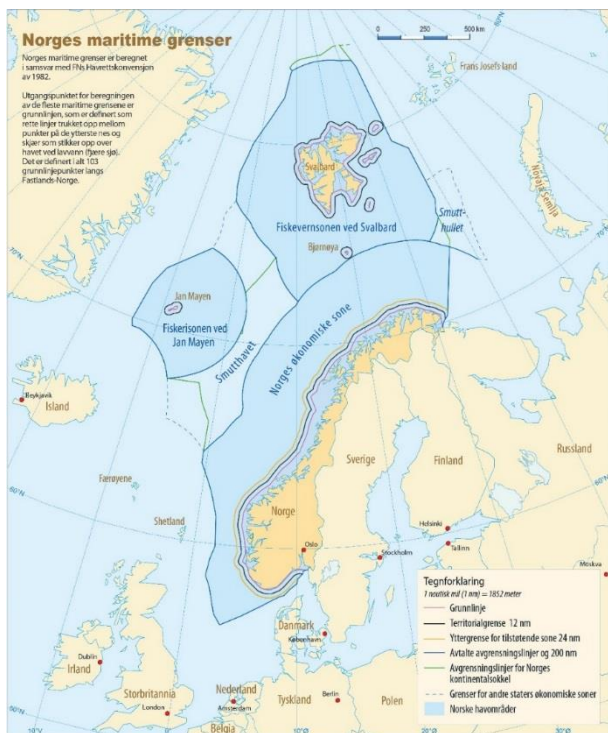 Norges maritime grenser
Norges maritime grenser er beregnet
i samsvar med FNs Havrettskonvensjon
av 1982.
Utgangspunktet for beregningen
av de fleste maritime grensene er
grunnlinjen, som er definert som
rette linjer trukket opp mellom
punkter på de ytterste nes og
skjær som stikker opp over
havet ved lavvann (fjære sjø).
Det er definert i alt 103
grunnlinjepunkter langs
Fastlands-Norge.
0 250 500 km
Frans Josefs land
Novaja Semlja
Svalbard
Fiskevernsonen ved Svalbard
Smutt-
hullet
Bjørnøya
70°N
70°N
Jan Mayen
Fiskerisonen ved
Jan Mayen
Smutthavet
Norges økonomiske sone
Reykjavik
Island
Sverige
Finland
Russland
Færøyene
60°N
60°N
Shetland
Norge
Oslo
Helsinki
Tallinn
Stockholm
Moskva
Danmark
København
Dublin
Irland
Storbritannia
London
Nederland
Amsterdam
Belgia
Tyskland
Berlin
Polen
0°
10°Ø
20°Ø
Tegnforklaring
1 nautisk mil (1 nm) = 1852 meter
Grunnlinje
Territorialgrense 12 nm
Yttergrense for tilstøtende sone 24 nm
Avtalte avgrensningslinjer og 200 nm
Avgrensningslinjer for Norges
kontinentalsokkel
Grenser for andre staters økonomiske soner
Norske havområder